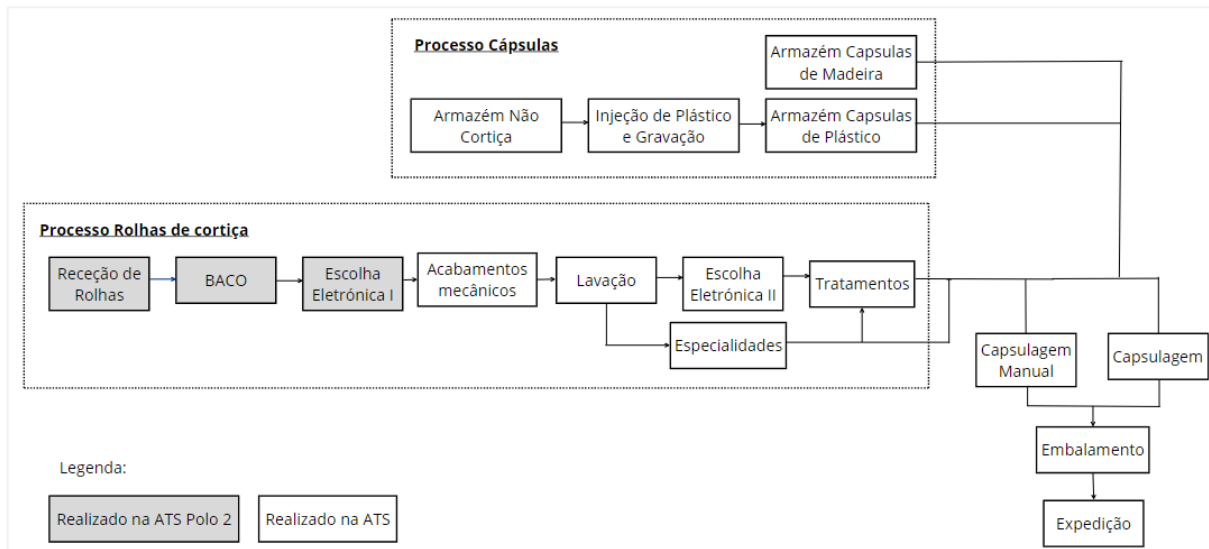 Processo Cápsulas
Armazém Capsulas
de Madeira
Armazém Não
Cortiça
Injeção de Plástico
e Gravação
Armazém Capsulas
de Plástico
Processo Rolhas de cortiça
Receção de
Rolhas
BACO
Escolha
Eletrónica I
Acabamentos
mecânicos
Lavação
Escolha
Eletrónica II
Tratamentos
Especialidades
Capsulagem
Manual
Capsulagem
Embalamento
Expedição
Legenda:
Realizado na ATS Polo 2
Realizado na ATS